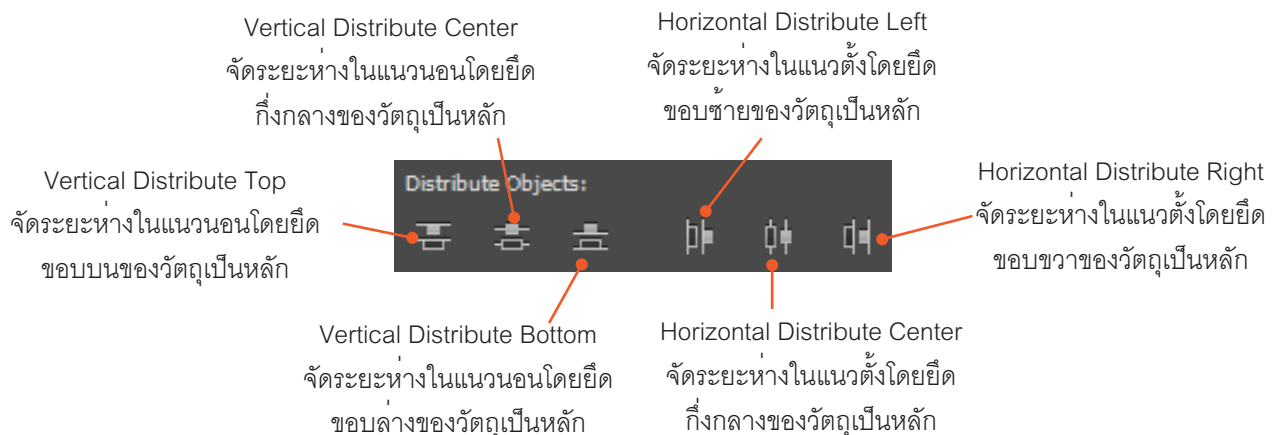 Vertical Distribute Center
จัดระยะห่างในแนวนอนโดยยึด
กึ่งกลางของวัตถุเป็นหลัก
Horizontal Distribute Left
จัดระยะห่างในแนวตั้งโดยยึด
ขอบซ้ายของวัตถุเป็นหลัก
Vertical Distribute Top
จัดระยะห่างในแนวนอนโดยยึด
ขอบบนของวัตถุเป็นหลัก
Distribute Objects:
Horizontal Distribute Right
จัดระยะห่างในแนวตั้งโดยยึด
ขอบขวาของวัตถุเป็นหลัก
Vertical Distribute Bottom
จัดระยะห่างในแนวนอนโดยยึด
ขอบล่างของวัตถุเป็นหลัก
Horizontal Distribute Center
จัดระยะห่างในแนวตั้งโดยยึด
กึ่งกลางของวัตถุเป็นหลัก